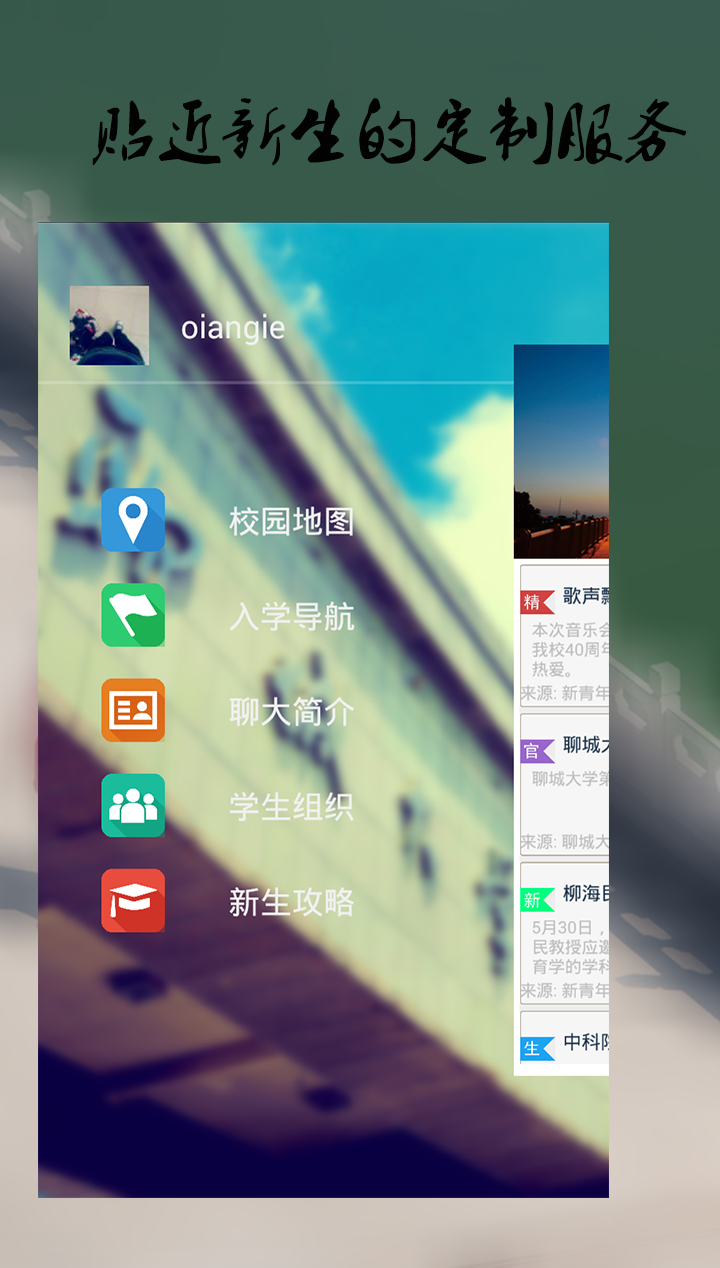 贴近新生的定制服务
oiangie
校园地图
入学导航
聊大简介
学生组织
新生攻略
精
歌声飘
本次音乐会
我校40周年
热爱。
来源: 新青年
官
聊城大
聊城大学第
来源: 聊城大
新
柳海民
5月30日，
民教授应邀
育学的学科
来源: 新青年
生
中科院